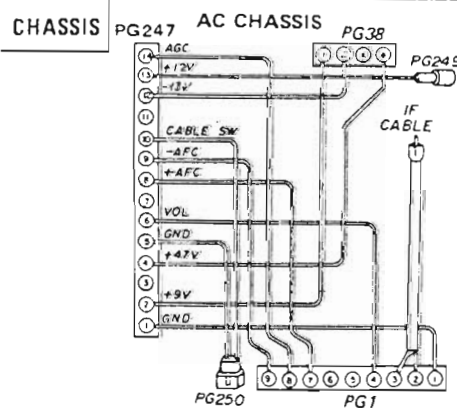 CHASSIS
AC CHASSIS
PG247
PG38
14 AGC
13 +12V
PG249
12 -12V
11
IF
CABLE
10 CABLE SW
9 -AFC
8 +AFC
7
6 VOL
5 GND
4 +47V
3
2 +9V
1 GND
9 8 7 6 5 4 3 2 1
PG250
PG1